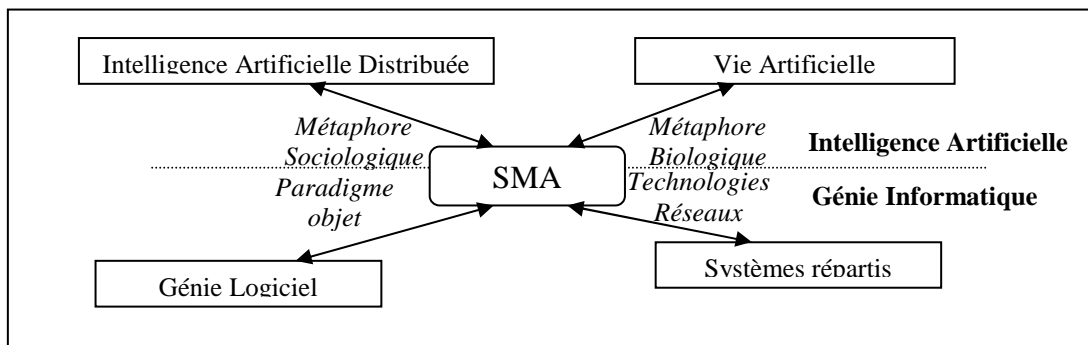 Intelligence Artificielle Distribuée
Vie Artificielle
Métaphore
Sociologique
Métaphore
Biologique
Intelligence Artificielle
SMA
Paradigme
objet
Technologies
Réseaux
Génie Informatique
Génie Logiciel
Systèmes répartis